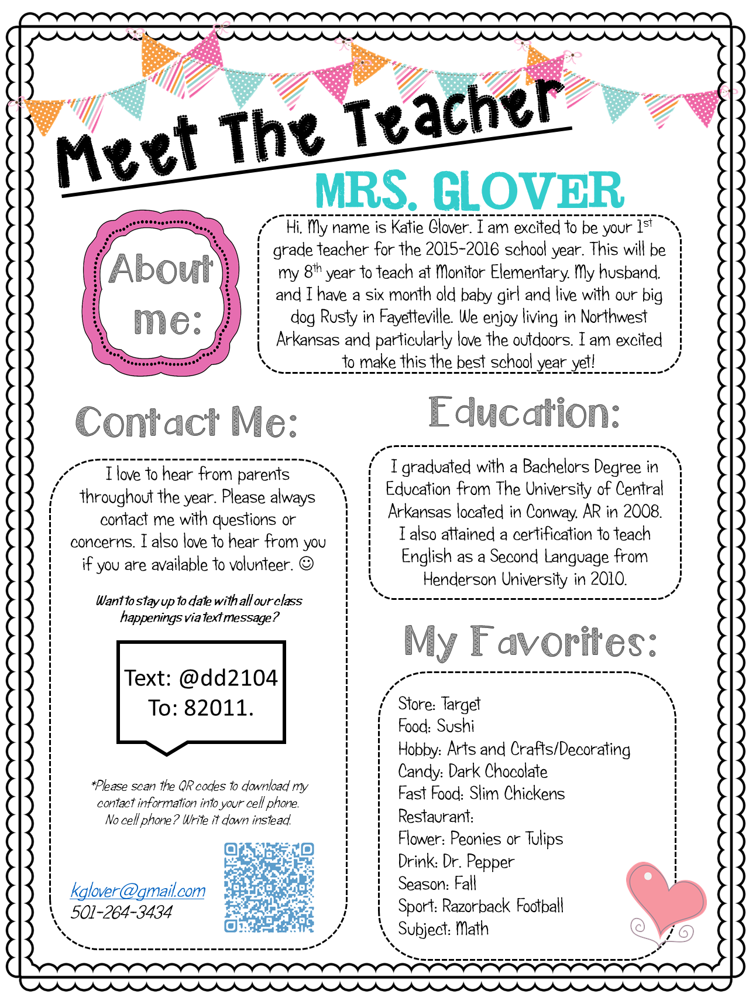 Meet The Teacher
MRS. GLOVER
About
me:
Hi, My name is Katie Glover. I am excited to be your 1st
grade teacher for the 2015-2016 school year. This will be
my 8th year to teach at Monitor Elementary. My husband,
and I have a six month old baby girl and live with our big
dog Rusty in Fayetteville. We enjoy living in Northwest
Arkansas and particularly love the outdoors. I am excited
to make this the best school year yet!
Contact Me:
I love to hear from parents
throughout the year. Please always
contact me with questions or
concerns. I also love to hear from you
if you are available to volunteer. ☺
Want to stay up to date with all our class
happenings via text message?
Text: @dd2104
To: 82011.
*Please scan the QR codes to download my
contact information into your cell phone.
No cell phone? Write it down instead.
kglover@gmail.com
501-264-3434
Education:
I graduated with a Bachelors Degree in
Education from The University of Central
Arkansas located in Conway, AR in 2008.
I also attained a certification to teach
English as a Second Language from
Henderson University in 2010.
My Favorites:
Store: Target
Food: Sushi
Hobby: Arts and Crafts/Decorating
Candy: Dark Chocolate
Fast Food: Slim Chickens
Restaurant:
Flower: Peonies or Tulips
Drink: Dr. Pepper
Season: Fall
Sport: Razorback Football
Subject: Math